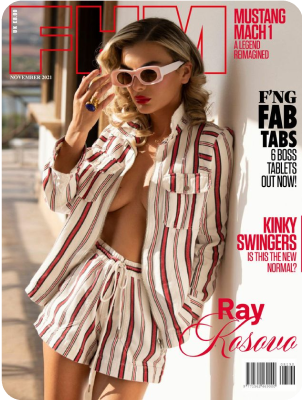 FHM
NOVEMBER 2021
MUSTANG
MACH 1
A LEGEND
REIMAGINED
F'NG
FAB
TABS
6 BOSS
TABLETS
OUT NOW!
KINKY
SWINGERS
IS THIS THE NEW
NORMAL?
Ray
Kosovo